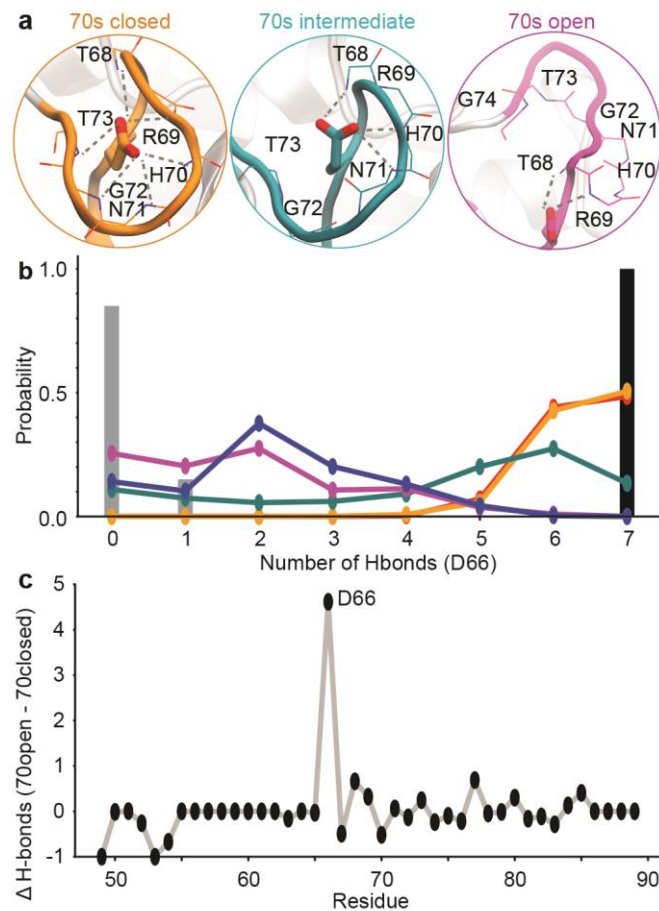 a
70s closed
70s intermediate
70s open
T68
T73
R69
H70
G72
N71
T68
R69
T73
H70
N71
G72
G74
T73
G72
N71
T68
H70
R69
b
Probability
1.0
0.5
0.0
0 1 2 3 4 5 6 7
Number of Hbonds (D66)
c
Δ H-bonds (70open - 70closed)
5
4
3
2
1
0
-1
D66
50 60 70 80 90
Residue